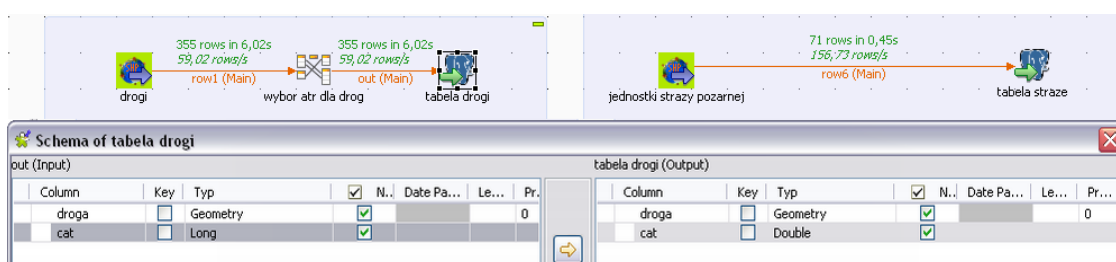 355 rows in 6,02s
59,02 rows/s
row1 (Main)
355 rows in 6,02s
59,02 rows/s
out (Main)
drogi
wybor atr dla drog
tabela drogi
71 rows in 0,45s
156,73 rows/s
row6 (Main)
jednostki strazy pozarnej
tabela straze
Schema of tabela drogi
out (Input)
tabela drogi (Output)
Column Key Typ N.. Date Pa... Le... Pr.
droga Geometry 0
cat Long
Column Key Typ N.. Date Pa... Le... Pr...
droga Geometry 0
cat Double